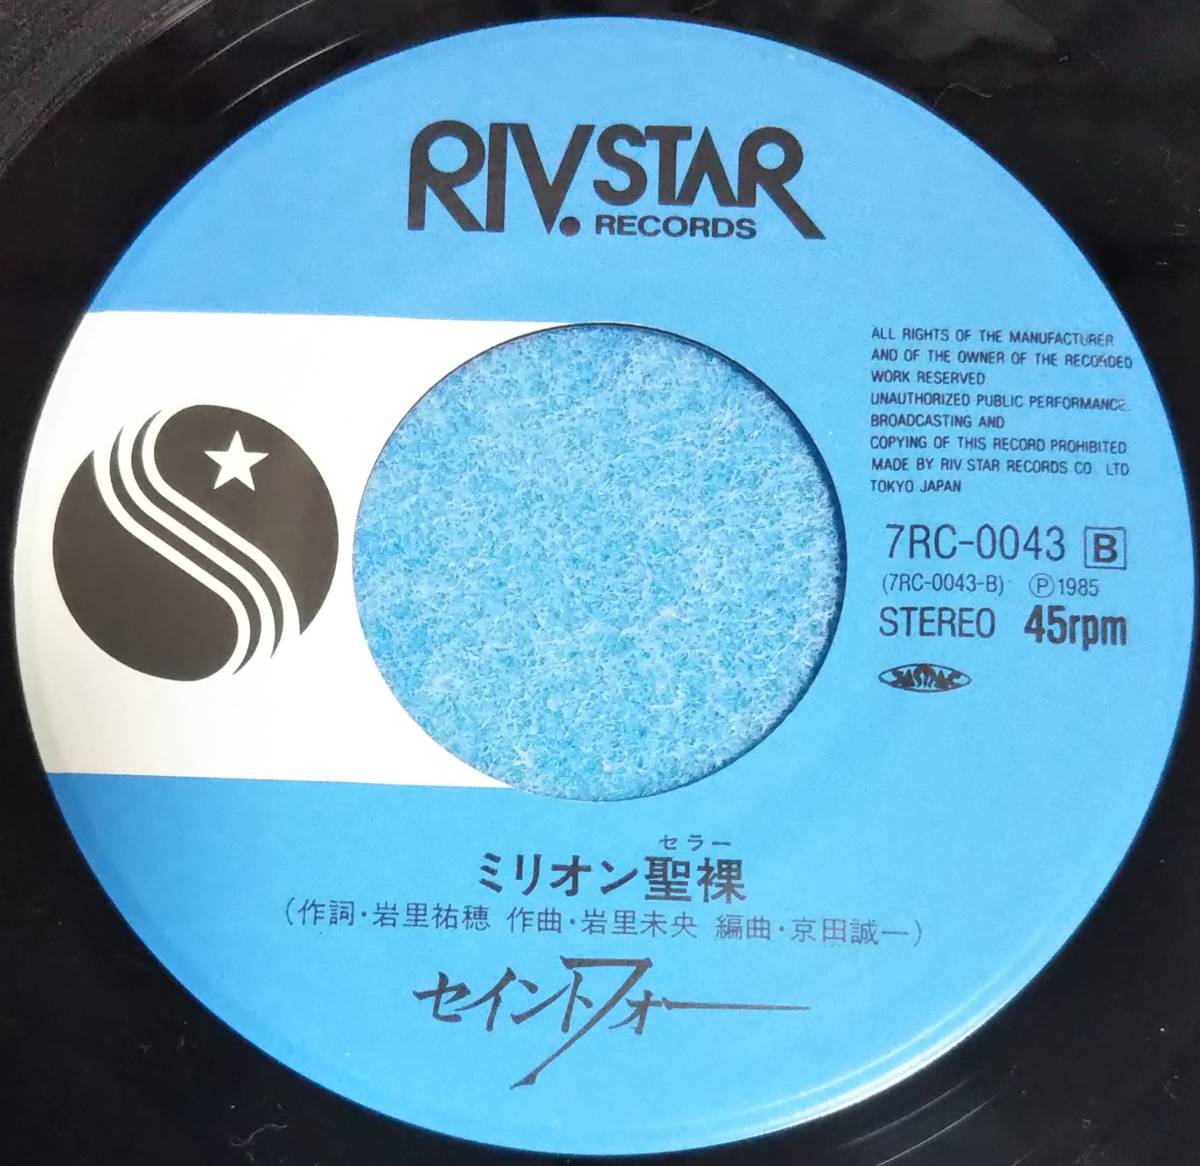 RIV.STAR
RECORDS
ALL RIGHTS OF THE MANUFACTURER
AND OF THE OWNER OF THE RECORDED
WORK RESERVED
UNAUTHORIZED PUBLIC PERFORMANCE
BROADCASTING AND
COPYING OF THIS RECORD PROHIBITED
MADE BY RIV. STAR RECORDS CO. LTD
TOKYO JAPAN
7RC-0043 B
(7RC-0043-B) Ⓟ1985
STEREO 45rpm
JASRAC
セラー
ミリオン聖裸
(作詞・岩里祐穂 作曲・岩里未央 編曲・京田誠一)
セイントフォー